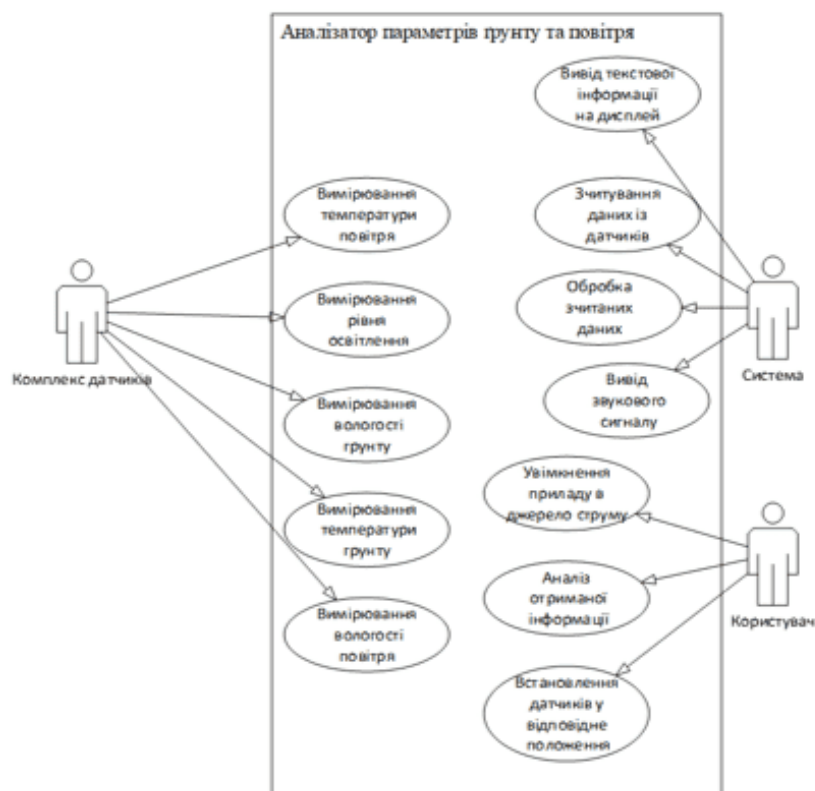 Аналізатор параметрів ґрунту та повітря
Вивід текстової
інформації
на дисплей
Вимірювання
температури
повітря
Зчитування
даних із
датчиків
Обробка
зчитаних
даних
Вимірювання
рівня
освітлення
Комплекс датчиків
Система
Вивід
звукового
сигналу
Вимірювання
вологості
грунту
Увімкнення
приладу в
джерело струму
Вимірювання
температури
грунту
Аналіз
отриманої
інформації
Користувач
Вимірювання
вологості
повітря
Встановлення
датчиків у
відповідне
положення